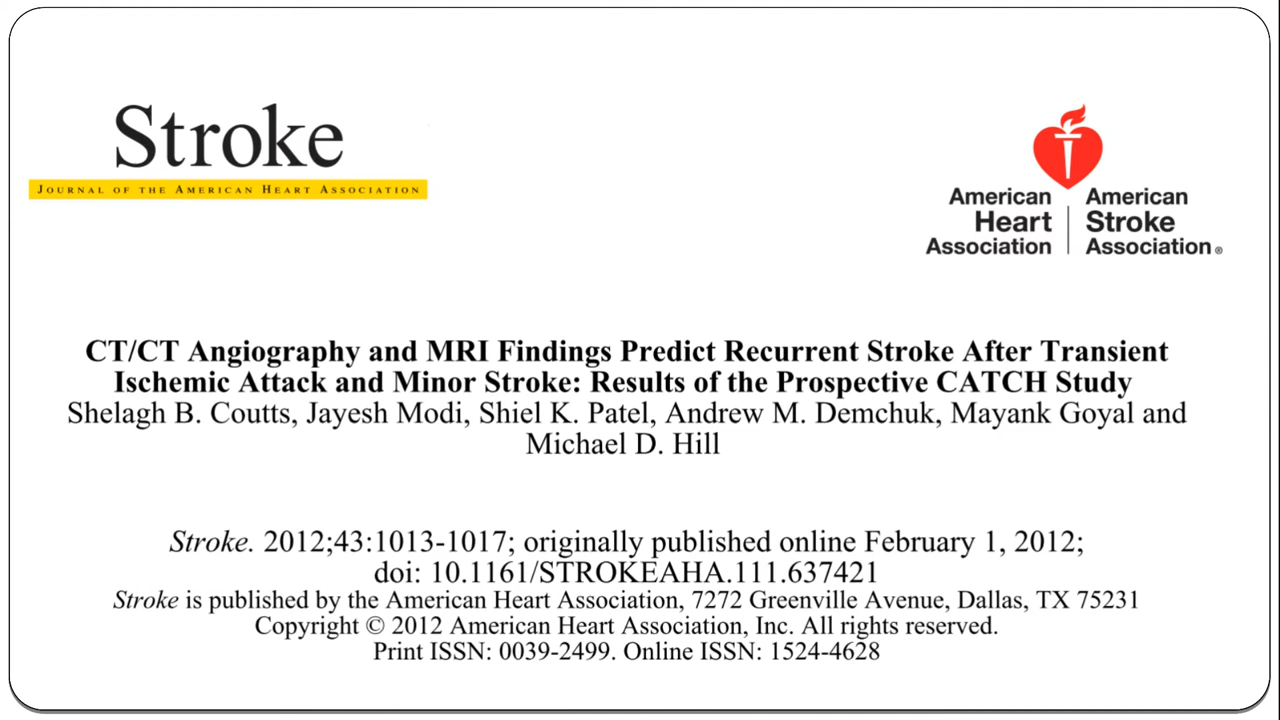 Stroke
JOURNAL OF THE AMERICAN HEART ASSOCIATION
American
Heart
Association
American
Stroke
Association®
CT/CT Angiography and MRI Findings Predict Recurrent Stroke After Transient
Ischemic Attack and Minor Stroke: Results of the Prospective CATCH Study
Shelagh B. Coutts, Jayesh Modi, Shiel K. Patel, Andrew M. Demchuk, Mayank Goyal and
Michael D. Hill
Stroke. 2012;43:1013-1017; originally published online February 1, 2012;
doi: 10.1161/STROKEAHA.111.637421
Stroke is published by the American Heart Association, 7272 Greenville Avenue, Dallas, TX 75231
Copyright © 2012 American Heart Association, Inc. All rights reserved.
Print ISSN: 0039-2499. Online ISSN: 1524-4628